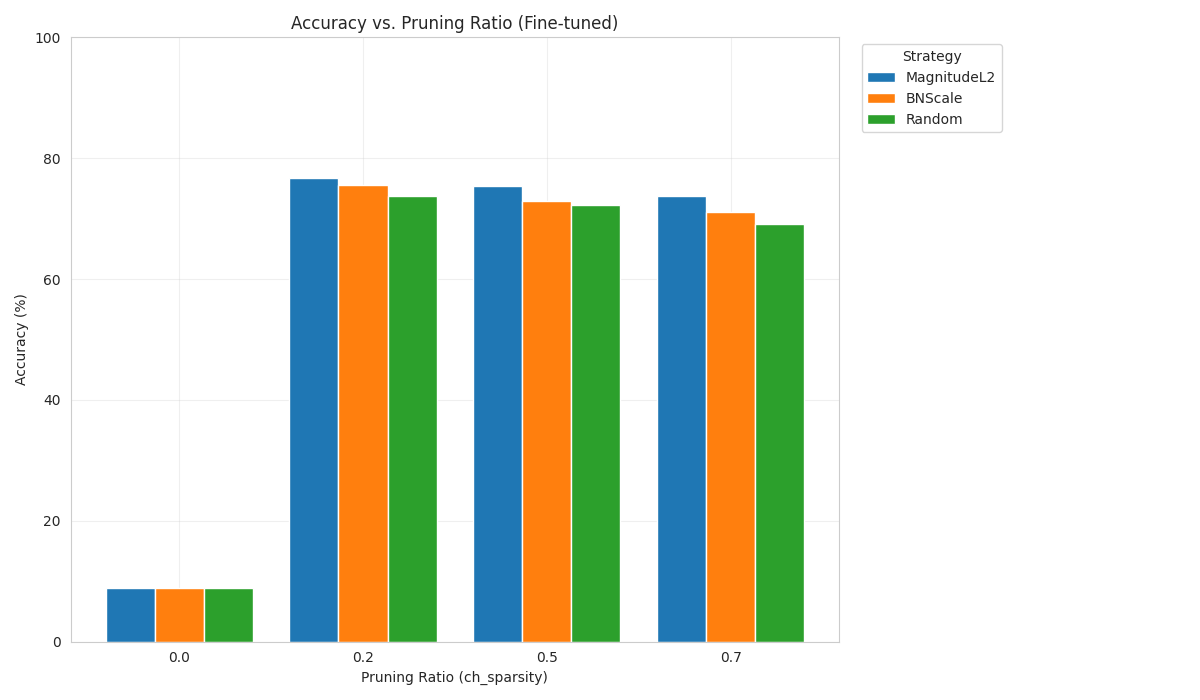 Accuracy vs. Pruning Ratio (Fine-tuned)
Strategy
MagnitudeL2
BNScale
Random
Accuracy (%)
100
80
60
40
20
0
0.0 0.2 0.5 0.7
Pruning Ratio (ch_sparsity)